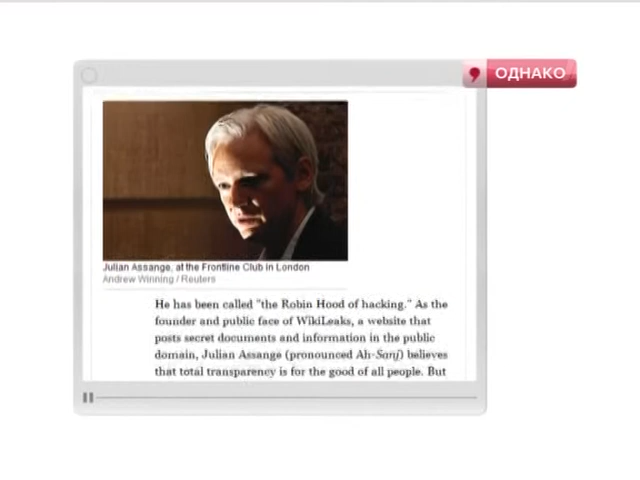 ОДНАКО
Julian Assange, at the Frontline Club in London
Andrew Winning / Reuters
He has been called "the Robin Hood of hacking." As the
founder and public face of WikiLeaks, a website that
posts secret documents and information in the public
domain, Julian Assange (pronounced Ah-Sanj) believes
that total transparency is for the good of all people. But